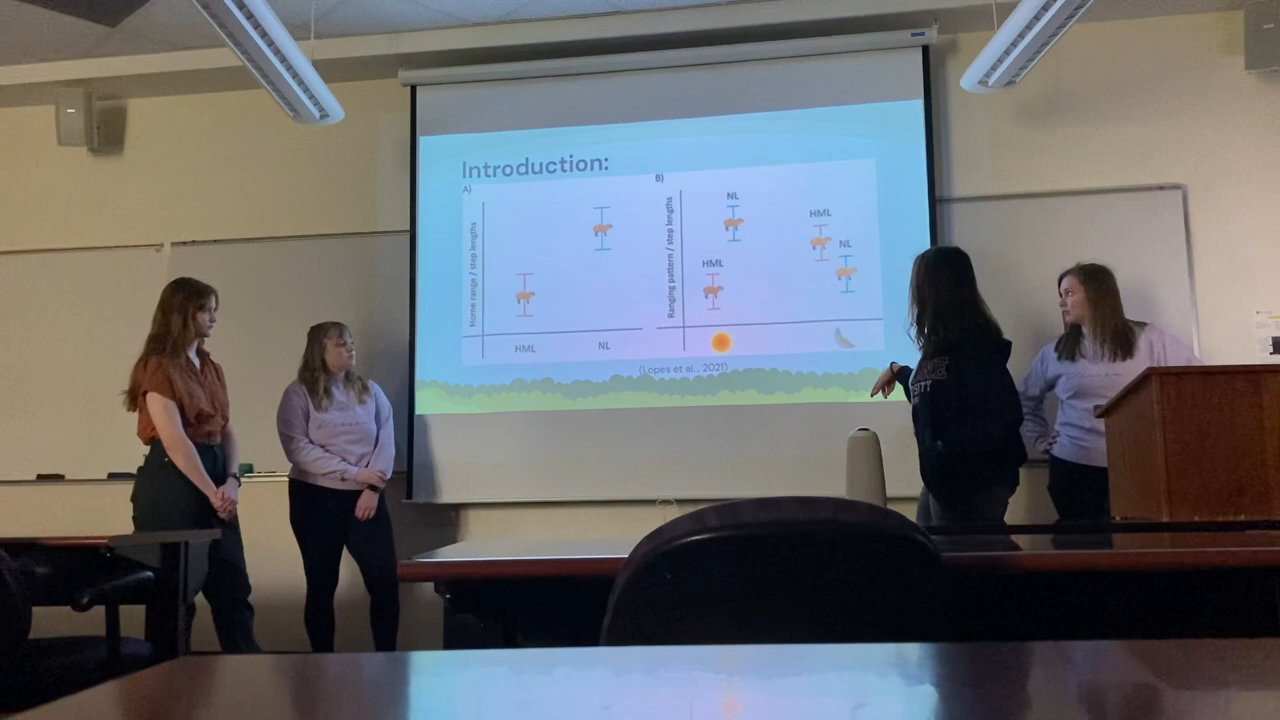 Introduction:
A)
Home range / step lengths
HML
NL
B)
Ranging pattern / step lengths
NL
HML
HML
NL
(Lopes et al., 2021)